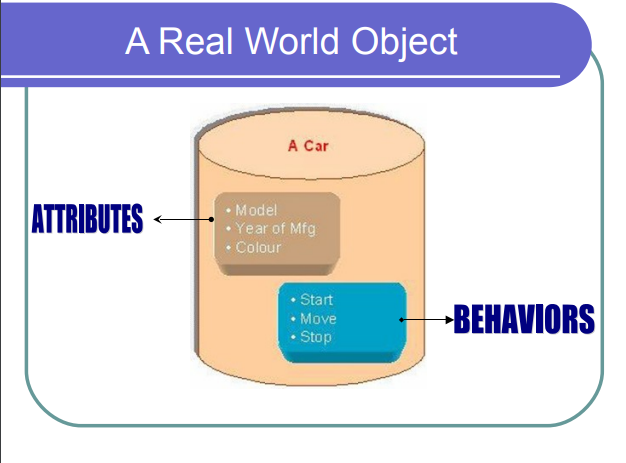 A Real World Object
A Car
ATTRIBUTES
• Model
• Year of Mfg
• Colour
• Start
• Move
• Stop
BEHAVIORS